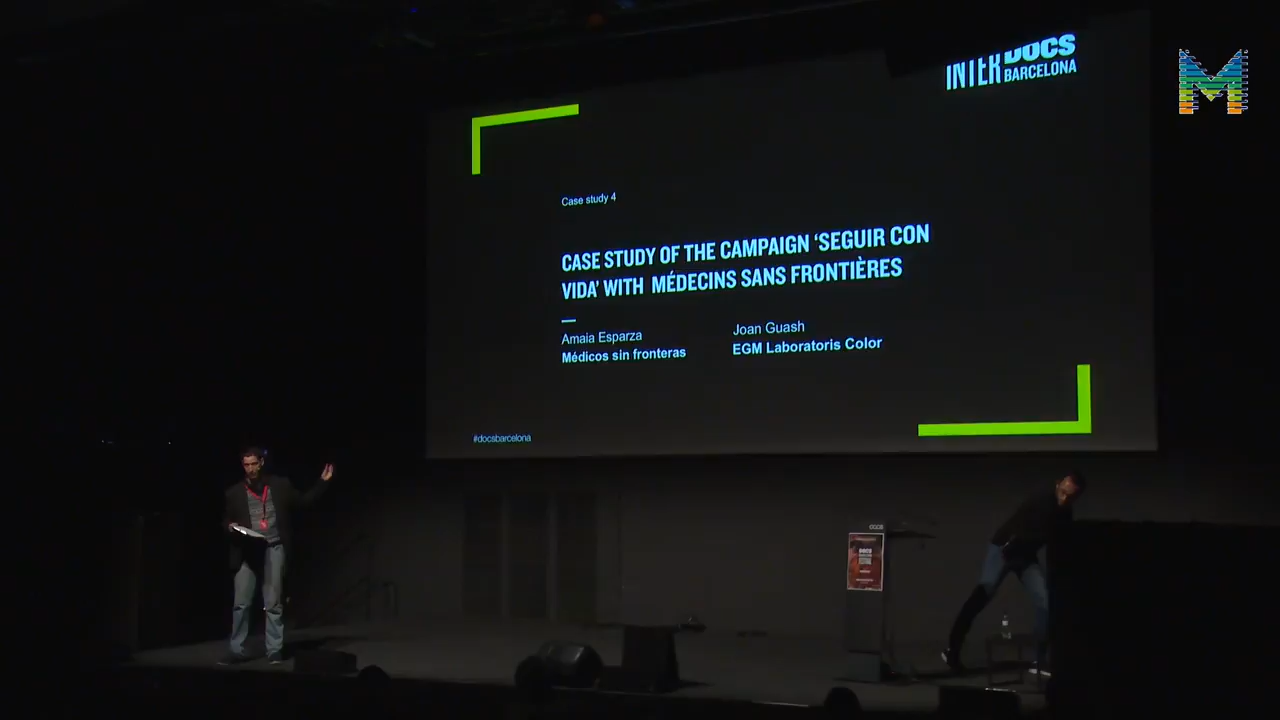 INTER DOCS
BARCELONA
Case study 4
CASE STUDY OF THE CAMPAIGN ‘SEGUIR CON
VIDA’ WITH MÉDECINS SANS FRONTIÈRES
Amaia Esparza
Médicos sin fronteras
Joan Guash
EGM Laboratoris Color
#docsbarcelona
M
DOCS